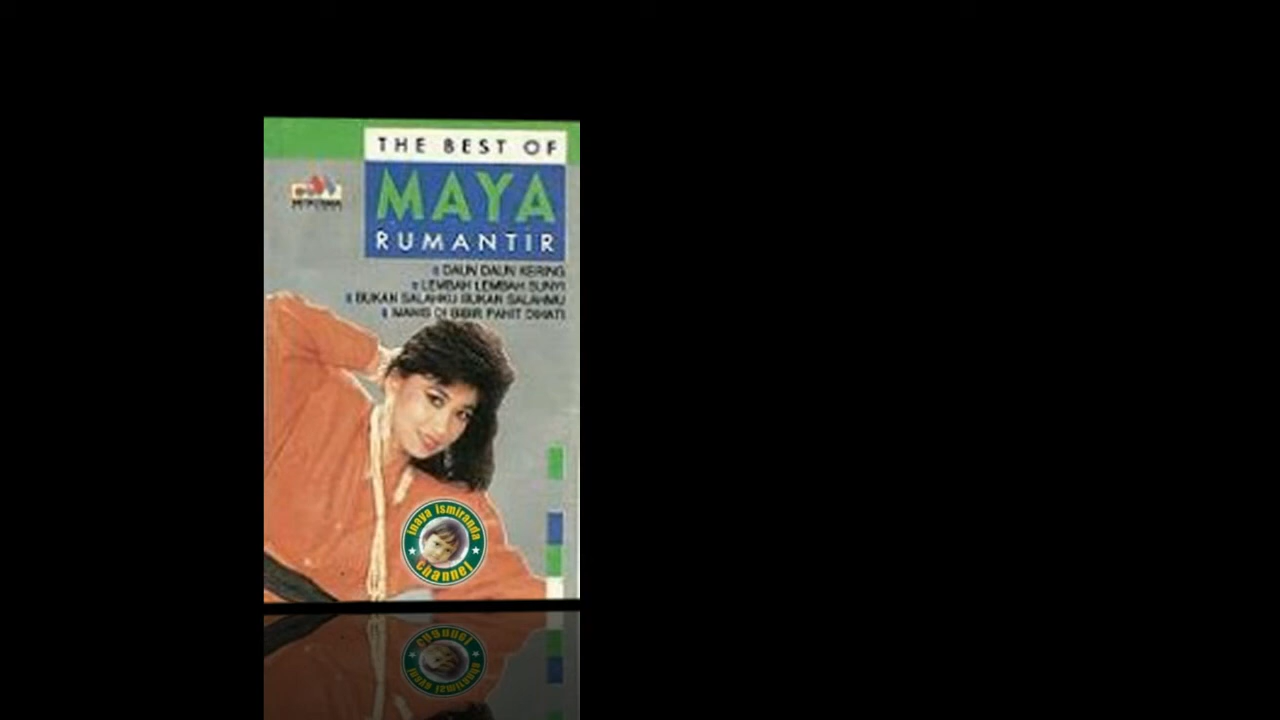 THE BEST OF
MAYA
RUMANTIR
DAUN DAUN KERING
LEMBAH LEMBAH SUNYI
BUKAN SALAHKU BUKAN SALAHMU
MANIS DI BIBIR PAHIT DIHATI
inaya ismiranda
channel